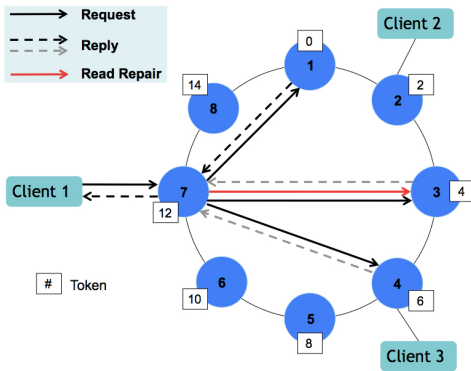 Request
Reply
Read Repair
Client 2
0
1
14
8
2
2
Client 1
7
12
3
4
#
Token
6
10
4
6
5
8
Client 3